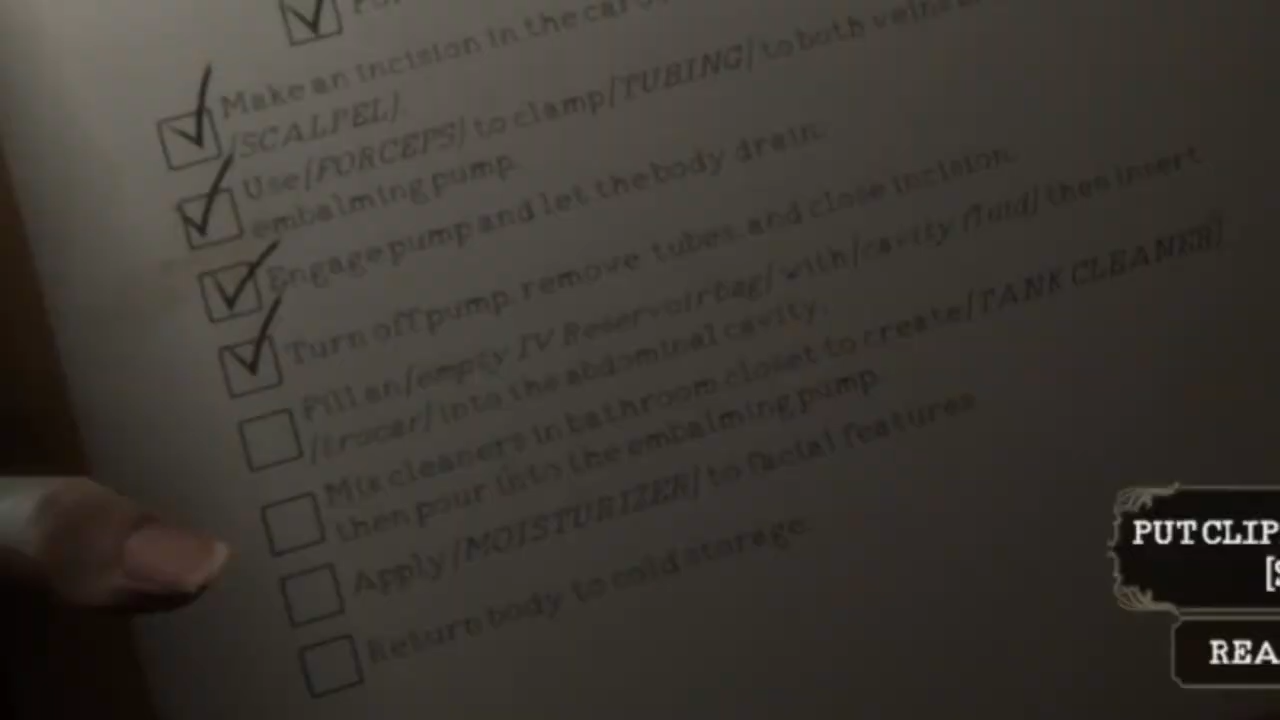 Make an incision in the
[SCALPEL].
Use [FORCEPS] to clamp [TUBING] to both veins
embalming pump.
Engage pump and let the body drain.
Turn off pump, remove tubes and close incision.
Fill an [empty IV Reservoir bag] with [cavity fluid] then insert
[trocar] into the abdominal cavity.
Mix cleaners in bathroom closet to create [TANK CLEANER]
then pour into the embalming pump
Apply [MOISTURIZER] to facial features
Return body to cold storage.
PUT CLIP
REA